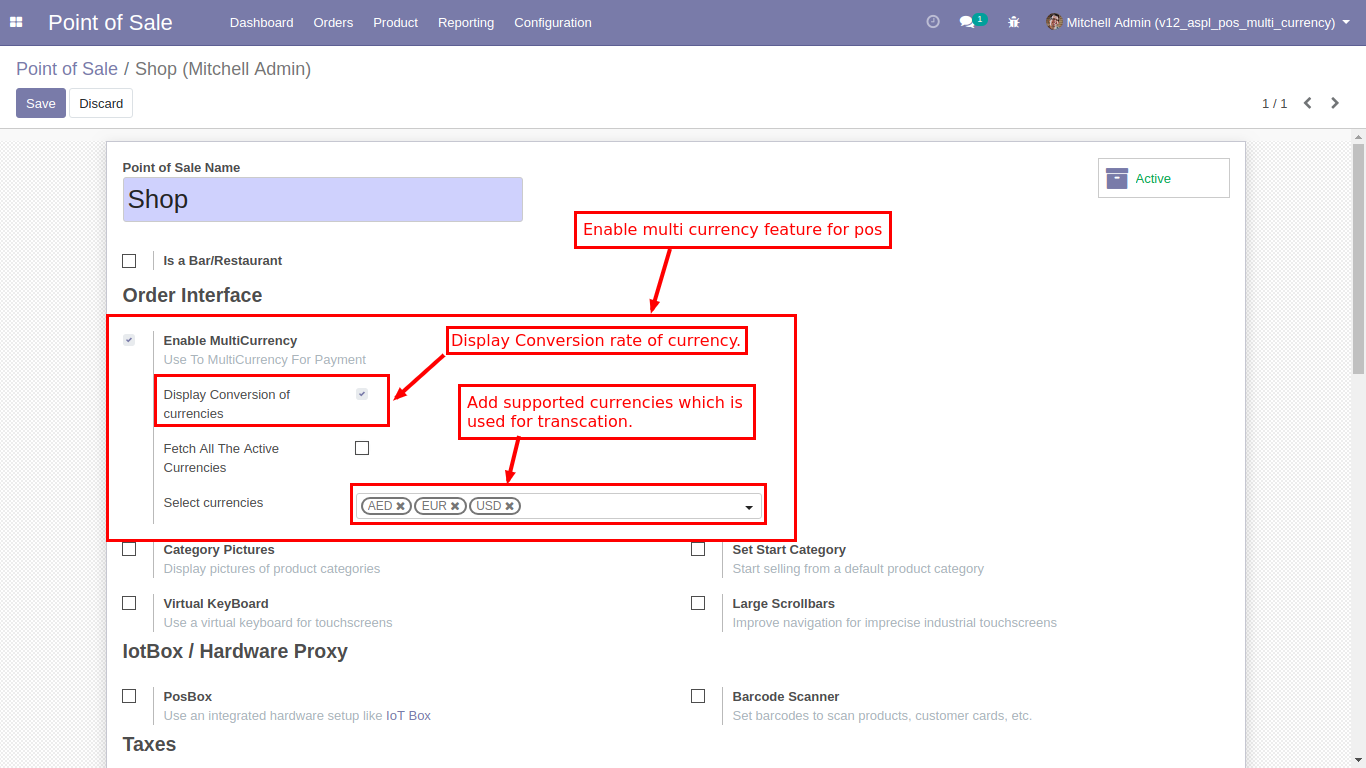 Point of Sale
Dashboard Orders Product Reporting Configuration
1
Mitchell Admin (v12_aspl_pos_multi_currency)
Point of Sale / Shop (Mitchell Admin)
Save Discard
1 / 1
Point of Sale Name
Shop
Active
Enable multi currency feature for pos
Is a Bar/Restaurant
Order Interface
Enable MultiCurrency
Use To MultiCurrency For Payment
Display Conversion rate of currency.
Display Conversion of
currencies
Add supported currencies which is
used for transcation.
Fetch All The Active
Currencies
Select currencies
AED EUR USD
Category Pictures
Display pictures of product categories
Set Start Category
Start selling from a default product category
Virtual KeyBoard
Use a virtual keyboard for touchscreens
Large Scrollbars
Improve navigation for imprecise industrial touchscreens
IotBox / Hardware Proxy
PosBox
Use an integrated hardware setup like IoT Box
Barcode Scanner
Set barcodes to scan products, customer cards, etc.
Taxes